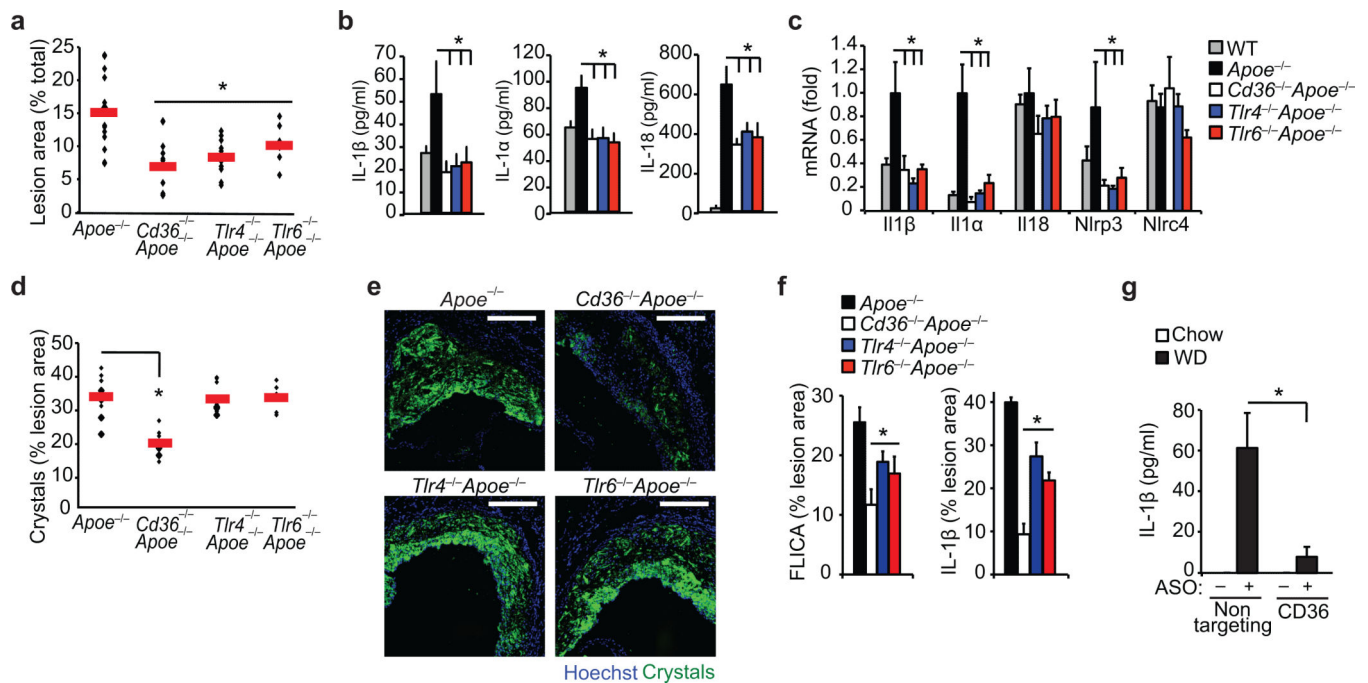 a
Lesion area (% total)
25
20
15
10
5
0
Apoe–/–
Cd36–/–
Apoe–/–
Tlr4–/–
Apoe–/–
Tlr6–/–
Apoe–/–
*
b
IL-1β (pg/ml)
70
60
50
40
30
20
10
0
*
IL-1α (pg/ml)
120
100
80
60
40
20
0
*
IL-18 (pg/ml)
800
600
400
200
0
*
c
mRNA (fold)
1.4
1.2
1.0
0.8
0.6
0.4
0.2
0
* * *
Il1β Il1α Il18 Nlrp3 Nlrc4
WT
Apoe–/–
Cd36–/–Apoe–/–
Tlr4–/–Apoe–/–
Tlr6–/–Apoe–/–
d
Crystals (% lesion area)
50
40
30
20
10
0
*
Apoe–/–
Cd36–/–
Apoe–/–
Tlr4–/–
Apoe–/–
Tlr6–/–
Apoe–/–
e
Apoe–/– Cd36–/–Apoe–/–
Tlr4–/–Apoe–/– Tlr6–/–Apoe–/–
Hoechst Crystals
f
Apoe–/–
Cd36–/–Apoe–/–
Tlr4–/–Apoe–/–
Tlr6–/–Apoe–/–
FLICA (% lesion area)
30
20
10
0
*
IL-1β (% lesion area)
40
30
20
10
0
*
g
Chow
WD
IL-1β (pg/ml)
80
60
40
20
0
*
ASO: – + – +
Non
targeting
CD36